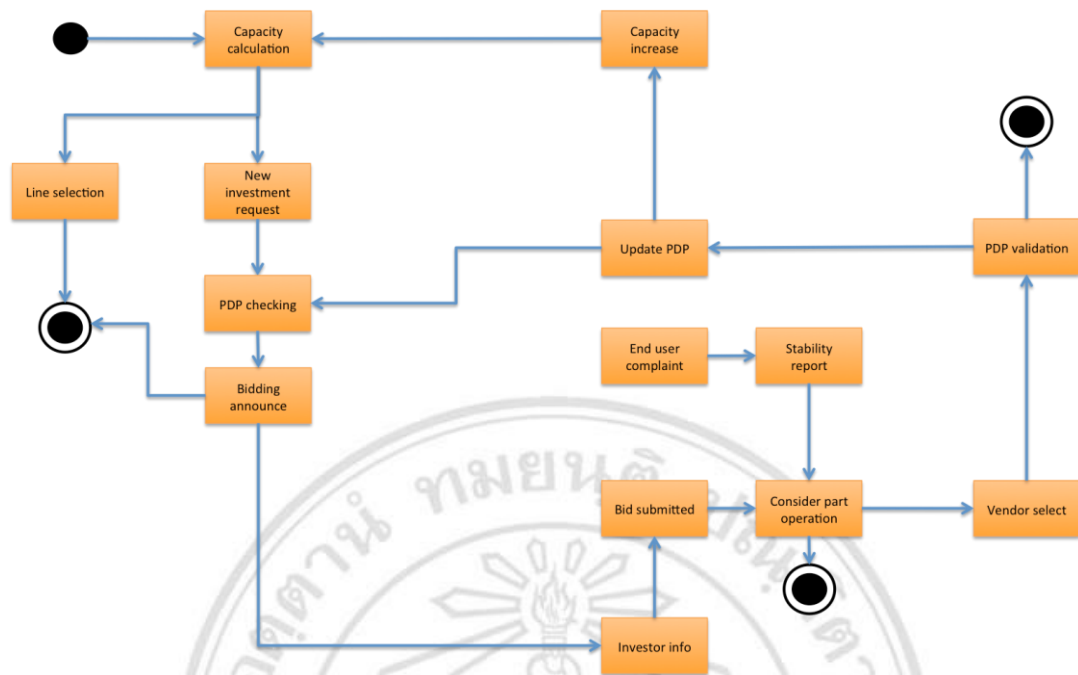 Capacity
calculation
Capacity
increase
Line selection
New
investment
request
Update PDP
PDP validation
PDP checking
End user
complaint
Stability
report
Bidding
announce
Bid submitted
Consider part
operation
Vendor select
Investor info